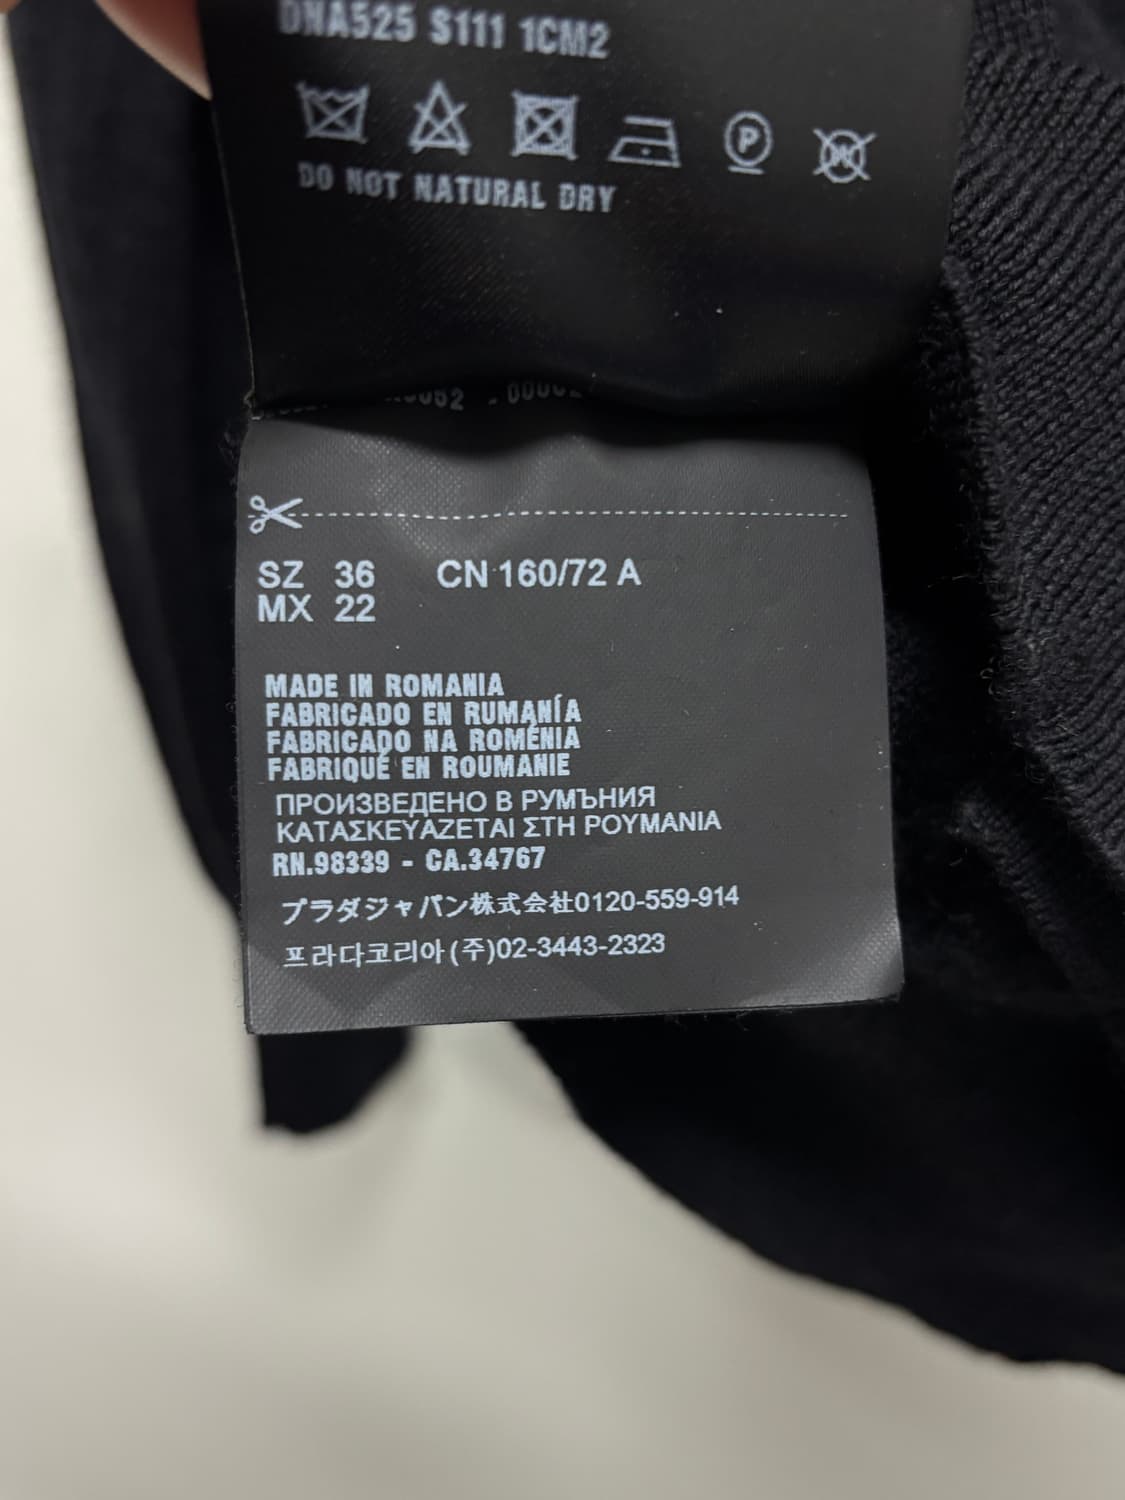 DNA525 S111 1CM2
P
W
DO NOT NATURAL DRY
SZ 36 CN 160/72 A
MX 22
MADE IN ROMANIA
FABRICADO EN RUMANÍA
FABRICADO NA ROMÉNIA
FABRIQUÉ EN ROUMANIE
ПРОИЗВЕДЕНО В РУМЪНИЯ
ΚΑΤΑΣΚΕΥΑΖΕΤΑΙ ΣΤΗ ΡΟΥΜΑΝΙΑ
RN.98339 - CA.34767
プラダジャパン株式会社0120-559-914
프라다코리아(주)02-3443-2323